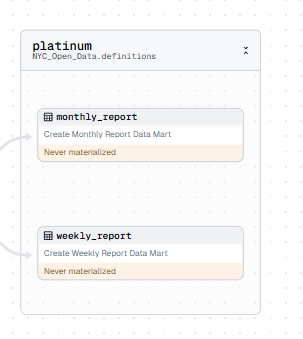 platinum
NYC_Open_Data.definitions
monthly_report
Create Monthly Report Data Mart
Never materialized
weekly_report
Create Weekly Report Data Mart
Never materialized